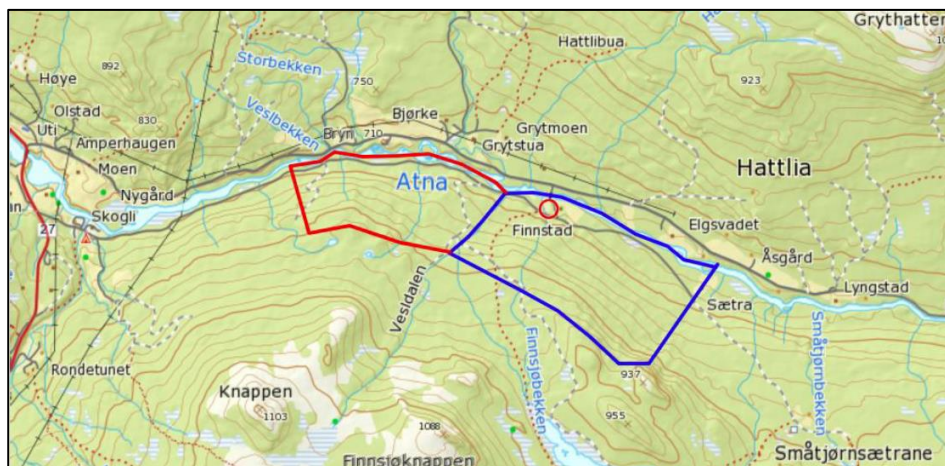 Grythatten
Hattlibua
Storbekken
892
Høye
750
923
Veslbekken
Olstad
830
Bjørke
Uti
Bryn
710
Grytmoen
Amperhaugen
Grytstua
Moen
Hattlia
Atna
Nygård
Skogli
27
Finnstad
Elgsvadet
Åsgård
Lyngstad
Vesldalen
Sætra
Finnsjøbekken
Småtjørnbekken
Rondetunet
937
Knappen
1103
955
1088
Finnsjøknappen
Småtjørnsætrane